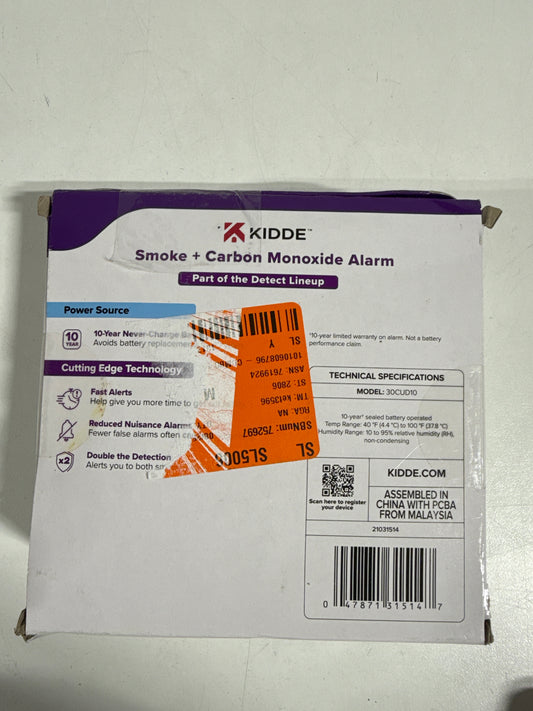 KIDDE™
Smoke + Carbon Monoxide Alarm
Part of the Detect Lineup
Power Source
10 YEAR
10-Year Never-Change
Avoids battery
Cutting Edge Technology
Fast Alerts
Help give you more time to
Reduced Nuisance Alarms
Fewer false alarms often
x2
Double the Detection
Alerts you to both
SL
Y
1010608796 - C
ASN: 7619924
ST: 2806
TM: kel3596
RGA: NA
SBNum: 752697
SL
SL500
M
*10-year limited warranty on alarm. Not a battery
performance claim.
TECHNICAL SPECIFICATIONS
MODEL: 30CUD10
10-year* sealed battery operated
Temp Range: 40 °F (4.4 °C) to 100 °F (37.8 °C)
Humidity Range: 10 to 95% relative humidity (RH),
non-condensing
Scan here to register
your device
KIDDE.COM
ASSEMBLED IN
CHINA WITH PCBA
FROM MALAYSIA
21031514
0 47871 31514 7